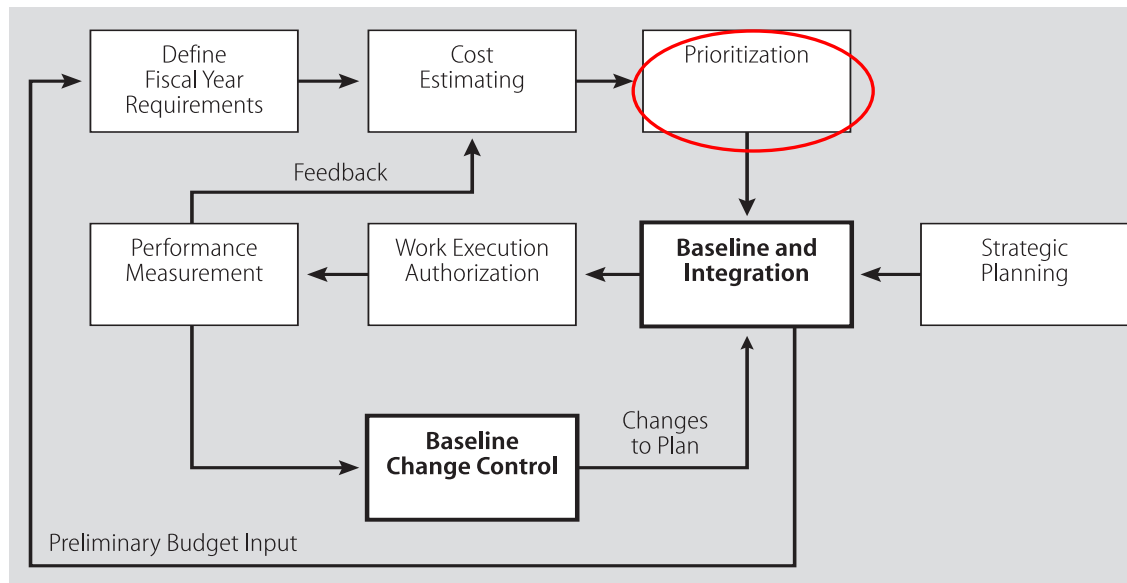 Define
Fiscal Year
Requirements
Cost
Estimating
Prioritization
Feedback
Performance
Measurement
Work Execution
Authorization
Baseline and
Integration
Strategic
Planning
Baseline
Change Control
Changes
to Plan
Preliminary Budget Input